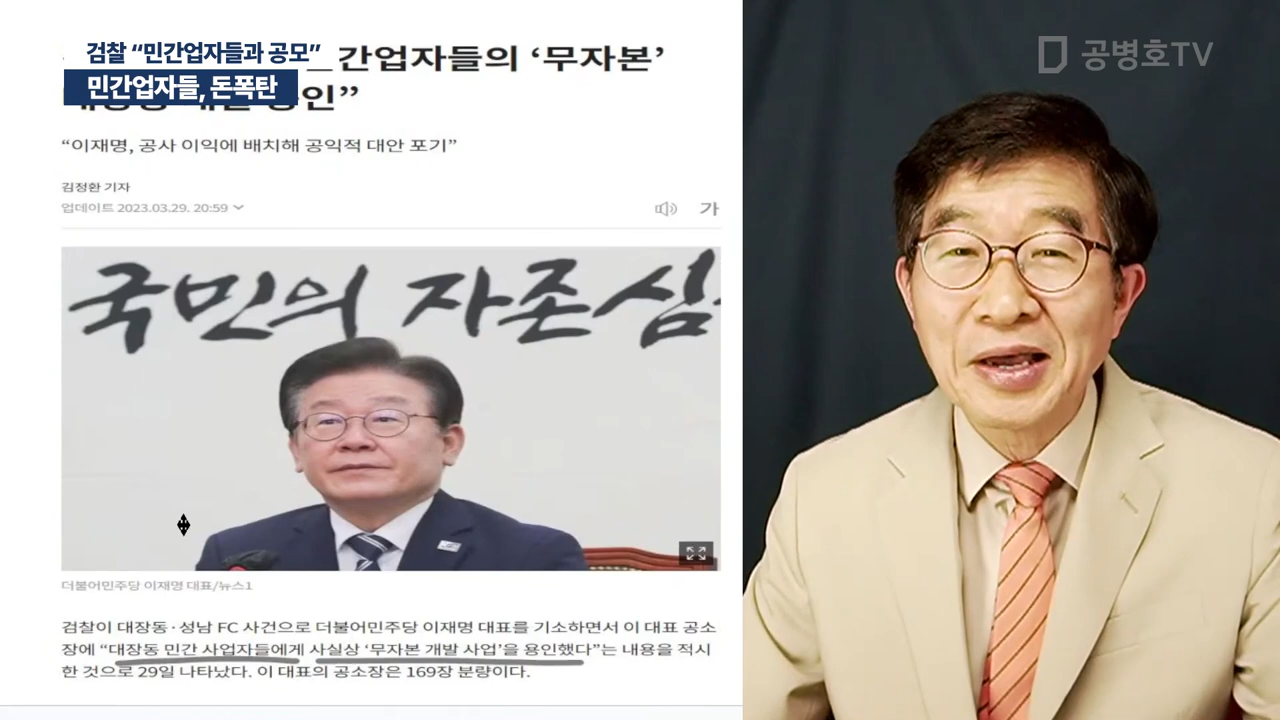 검찰 “민간업자들과 공모”
민간업자들, 돈폭탄
간업자들의 ‘무자본’
인”
“이재명, 공사 이익에 배치해 공익적 대안 포기”
김정환 기자
업데이트 2023.03.29. 20:59
가
국민의 자존심
더불어민주당 이재명 대표/뉴스1
검찰이 대장동·성남 FC 사건으로 더불어민주당 이재명 대표를 기소하면서 이 대표 공소
장에 “대장동 민간 사업자들에게 사실상 ‘무자본 개발 사업’을 용인했다”는 내용을 적시
한 것으로 29일 나타났다. 이 대표의 공소장은 169장 분량이다.
공병호TV